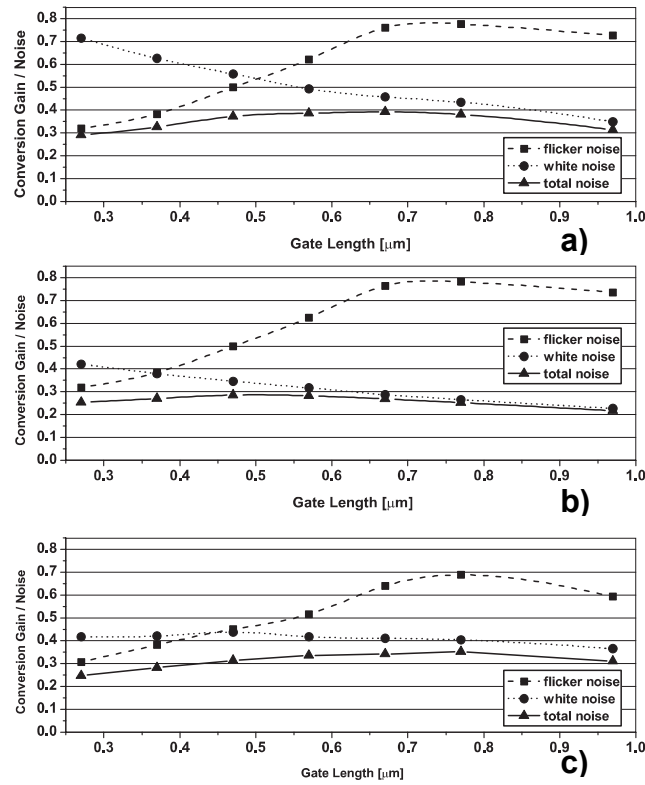 Conversion Gain / Noise
0.8
0.7
0.6
0.5
0.4
0.3
0.2
0.1
0.0
flicker noise
white noise
total noise
0.3 0.4 0.5 0.6 0.7 0.8 0.9 1.0
Gate Length [μm]
a)
Conversion Gain / Noise
0.8
0.7
0.6
0.5
0.4
0.3
0.2
0.1
0.0
flicker noise
white noise
total noise
0.3 0.4 0.5 0.6 0.7 0.8 0.9 1.0
Gate Length [μm]
b)
Conversion Gain / Noise
0.8
0.7
0.6
0.5
0.4
0.3
0.2
0.1
0.0
flicker noise
white noise
total noise
0.3 0.4 0.5 0.6 0.7 0.8 0.9 1.0
Gate Length [μm]
c)